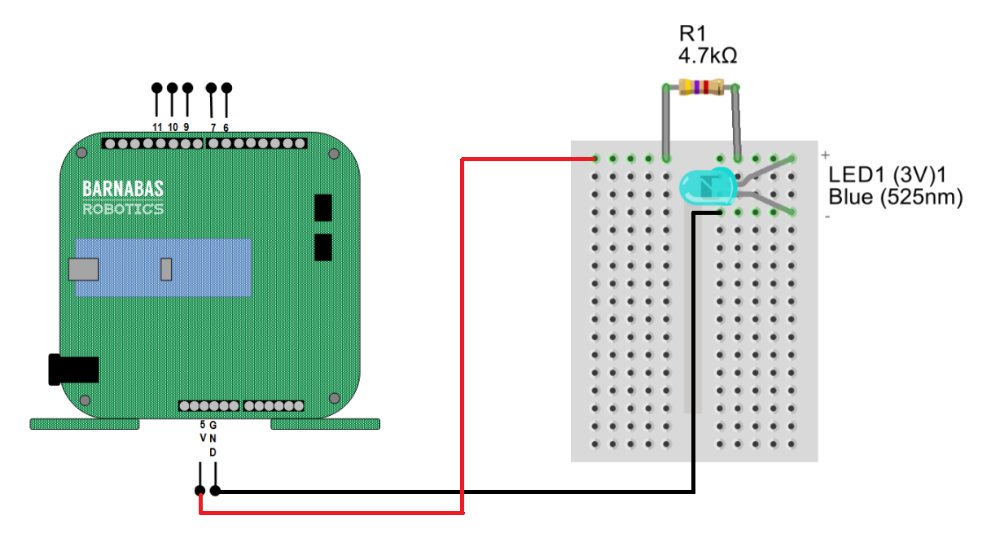 R1
4.7kΩ
11 10 9 7 6
BARNABAS
ROBOTICS
+
LED1 (3V)1
Blue (525nm)
-
5 G
V N
D